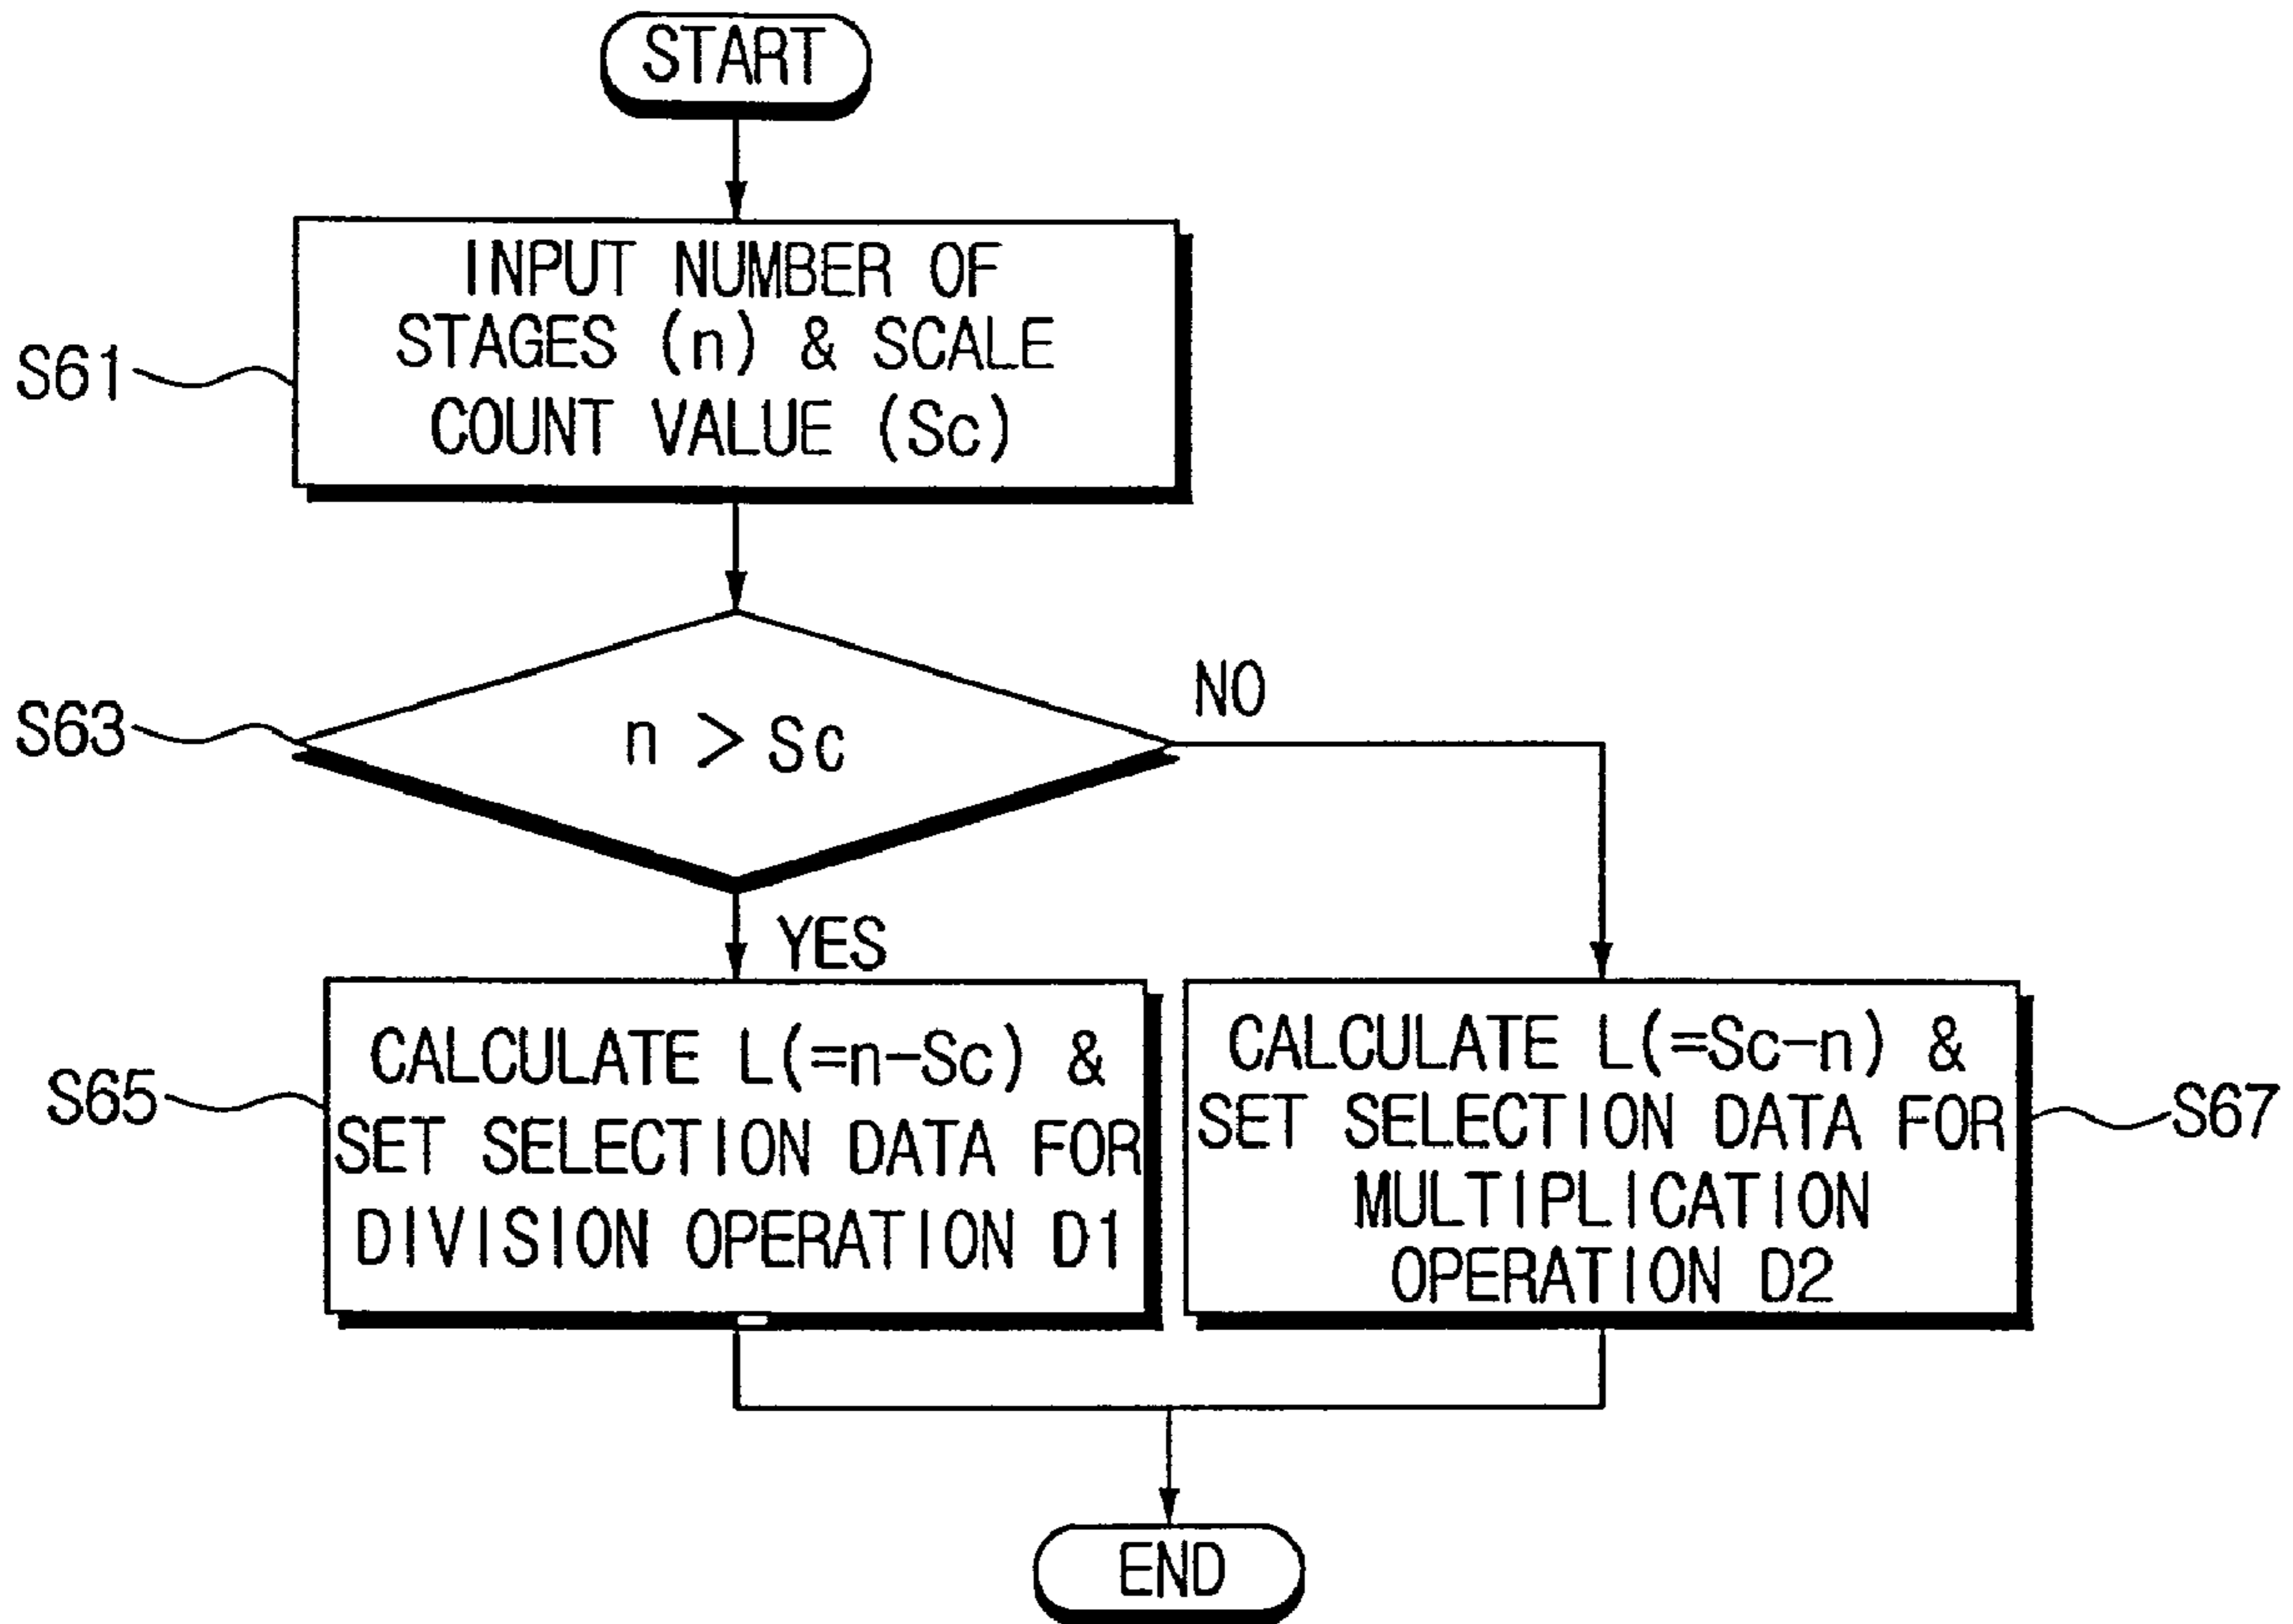 START
S61
INPUT NUMBER OF
STAGES (n) & SCALE
COUNT VALUE (Sc)
S63
n > Sc
NO
YES
S65
CALCULATE L(=n-Sc) &
SET SELECTION DATA FOR
DIVISION OPERATION D1
CALCULATE L(=Sc-n) &
SET SELECTION DATA FOR
MULTIPLICATION
OPERATION D2
S67
END